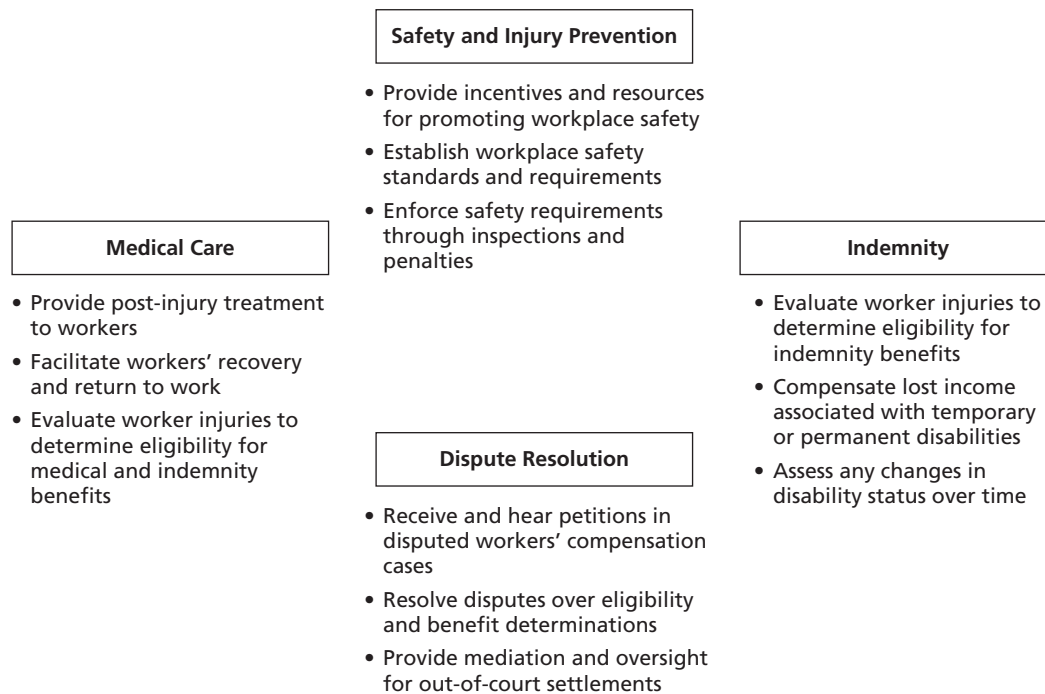 Safety and Injury Prevention
• Provide incentives and resources
for promoting workplace safety
• Establish workplace safety
standards and requirements
• Enforce safety requirements
through inspections and
penalties
Medical Care
• Provide post-injury treatment
to workers
• Facilitate workers’ recovery
and return to work
• Evaluate worker injuries to
determine eligibility for
medical and indemnity
benefits
Indemnity
• Evaluate worker injuries to
determine eligibility for
indemnity benefits
• Compensate lost income
associated with temporary
or permanent disabilities
• Assess any changes in
disability status over time
Dispute Resolution
• Receive and hear petitions in
disputed workers’ compensation
cases
• Resolve disputes over eligibility
and benefit determinations
• Provide mediation and oversight
for out-of-court settlements